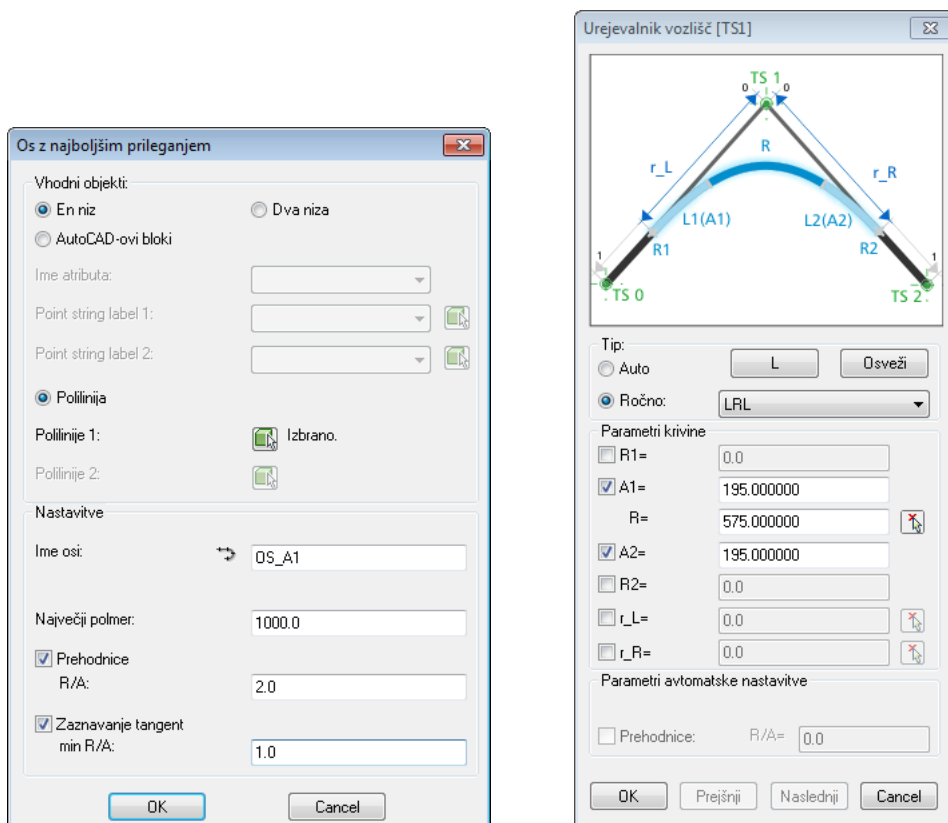 Os z najboljšim prileganjem
Vhodni objekti:
En niz
Dva niza
AutoCAD-ovi bloki
Ime atributa:
Point string label 1:
Point string label 2:
Polilinija
Polilinije 1:
Izbrano.
Polilinije 2:
Nastavitve
Ime osi:
OS_A1
Največji polmer:
1000.0
Prehodnice
R/A:
2.0
Zaznavanje tangent
min R/A:
1.0
OK
Cancel
Urejevalnik vozlišč [TS1]
TS 1
0
0
R
r_L
r_R
L1(A1)
L2(A2)
R1
R2
1
1
TS 0
TS 2
Tip:
Auto
L
Osveži
Ročno:
LRL
Parametri krivine
R1=
0.0
A1=
195.000000
R=
575.000000
A2=
195.000000
R2=
0.0
r_L=
0.0
r_R=
0.0
Parametri avtomatske nastavitve
Prehodnice:
R/A=
0.0
OK
Prejšnji
Naslednji
Cancel